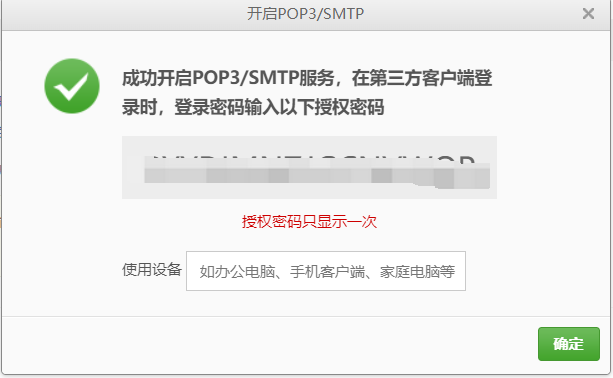 开启POP3/SMTP
成功开启POP3/SMTP服务，在第三方客户端登
录时，登录密码输入以下授权密码
授权密码只显示一次
使用设备 如办公电脑、手机客户端、家庭电脑等
确定